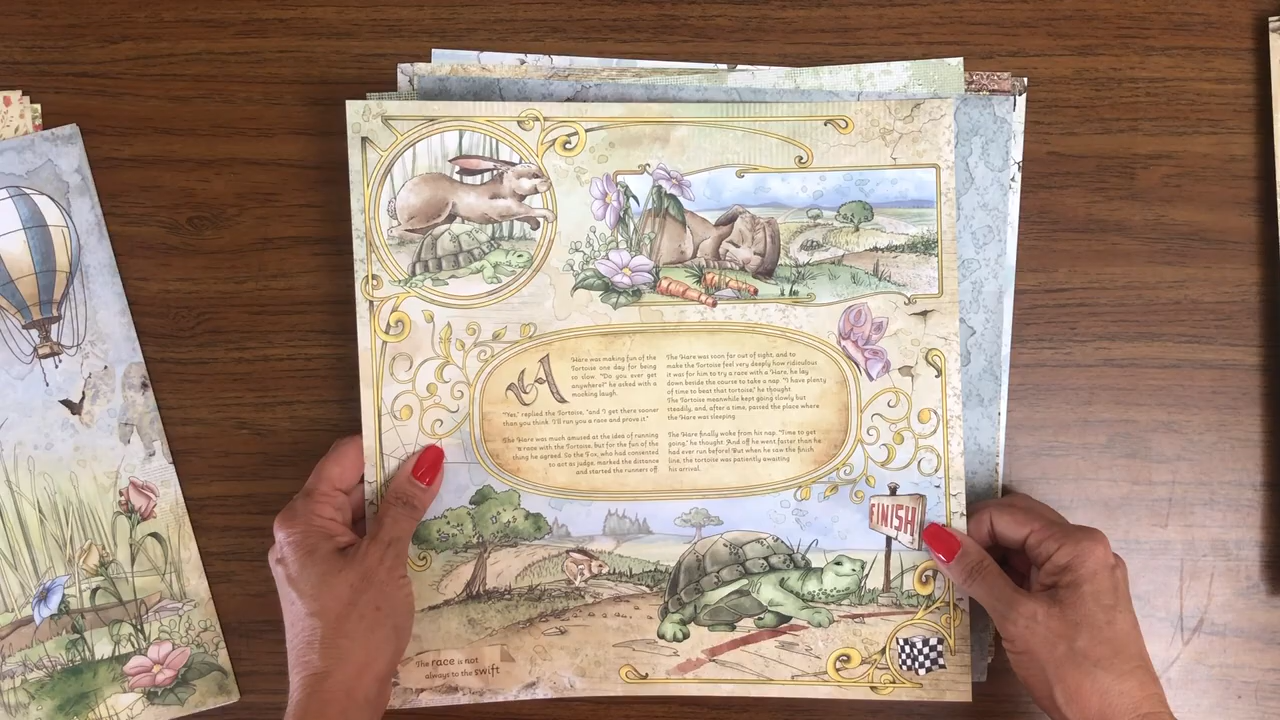 A Hare was making fun of the
Tortoise one day for being
so slow. "Do you ever get
anywhere?" he asked with a
mocking laugh.
"Yes," replied the Tortoise, "and I get there sooner
than you think. I'll run you a race and prove it"
The Hare was much amused at the idea of running
a race with the Tortoise, but for the fun of the
thing he agreed. So the Fox, who had consented
to act as judge, marked the distance
and started the runners off
The Hare was soon far out of sight, and to
make the Tortoise feel very deeply how ridiculous
it was for him to try a race with a Hare, he lay
down beside the course to take a nap. "I have plenty
of time to beat that tortoise," he thought.
The Tortoise meanwhile kept going slowly but
steadily, and, after a time, passed the place where
the Hare was sleeping.
The Hare finally woke from his nap. "Time to get
going," he thought. And off he went faster than he
had ever run before! But when he saw the finish
line, the tortoise was patiently awaiting
his arrival.
FINISH
The race is not
always to the swift